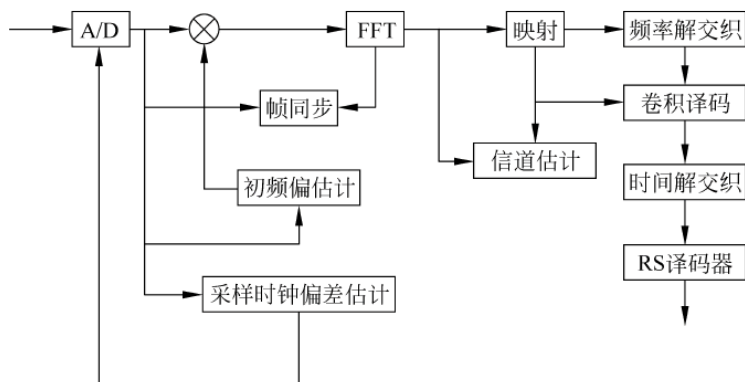 A/D
FFT
映射
频率解交织
帧同步
卷积译码
信道估计
初频偏估计
时间解交织
RS译码器
采样时钟偏差估计